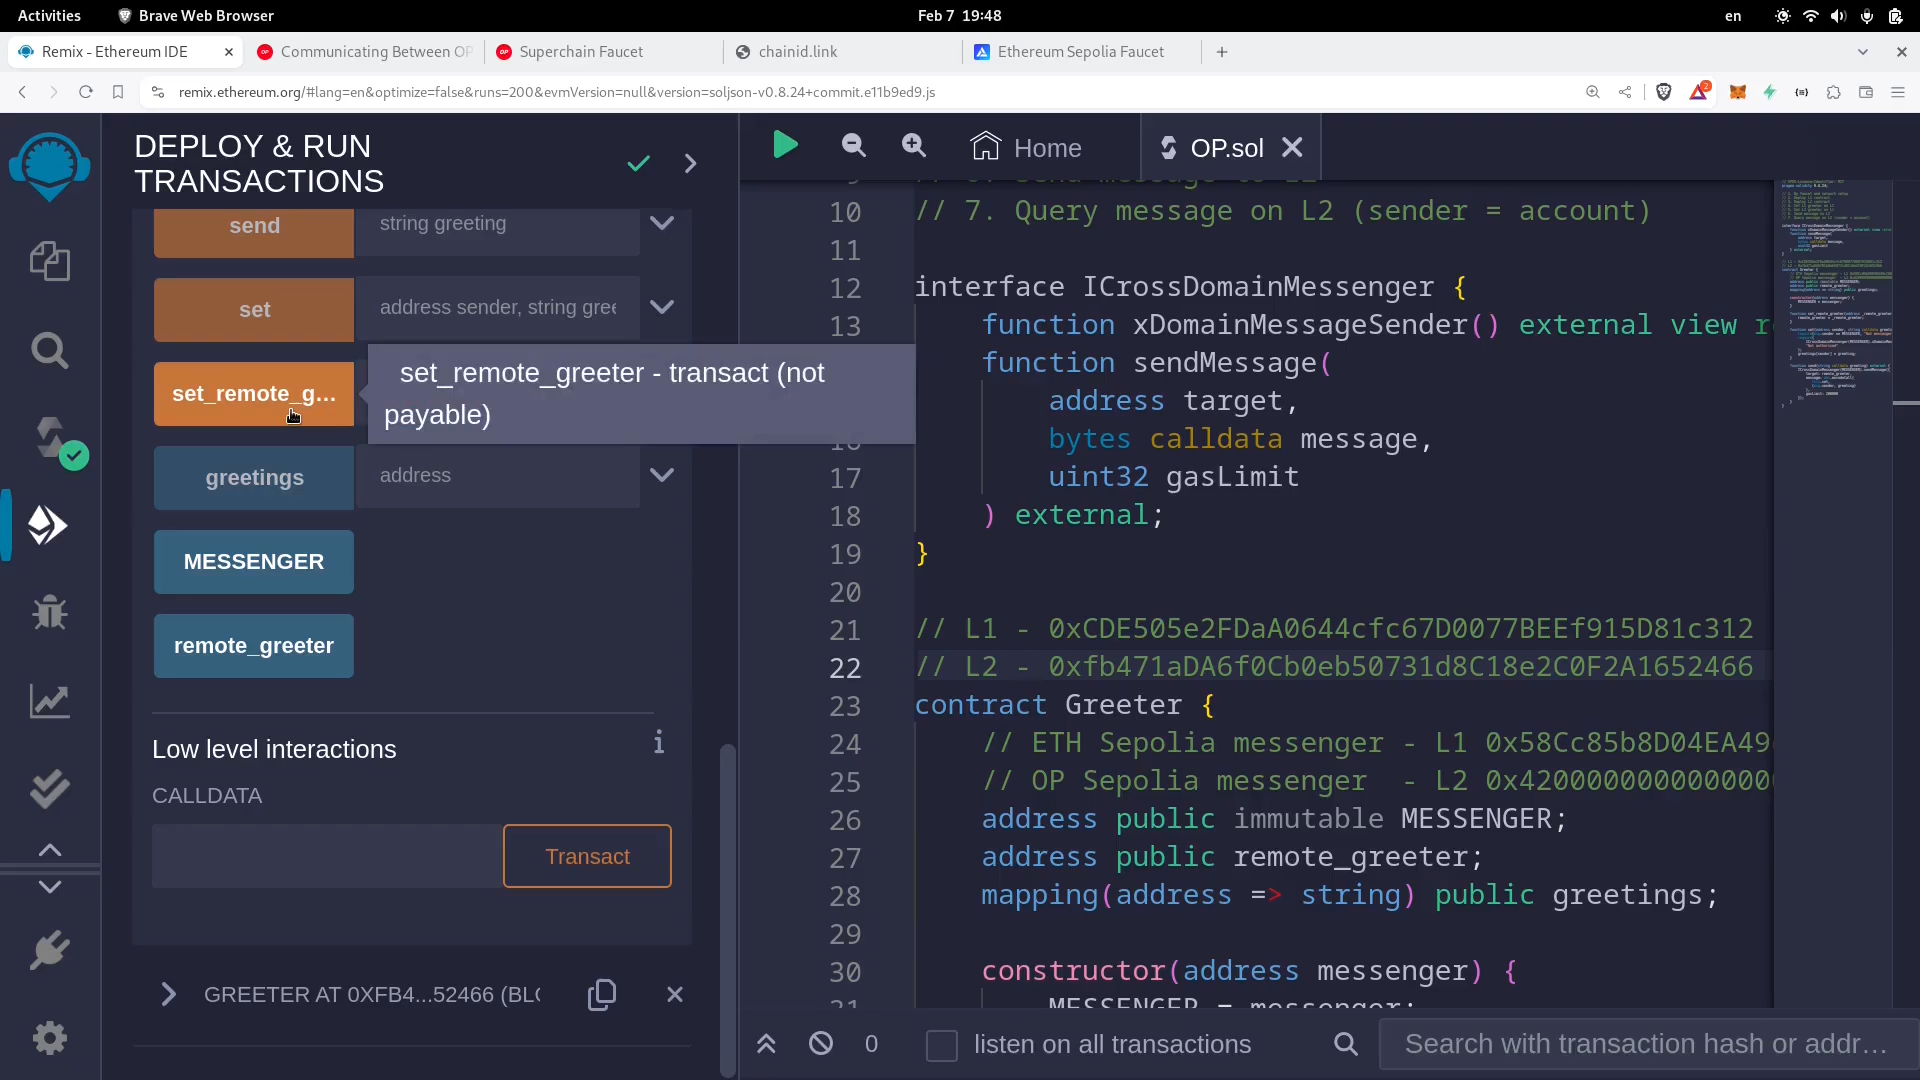 Activities
Brave Web Browser
Feb 7 19:48
en
Remix - Ethereum IDE
Communicating Between OP
Superchain Faucet
chainid.link
Ethereum Sepolia Faucet
remix.ethereum.org/#lang=en&optimize=false&runs=200&evmVersion=null&version=soljson-v0.8.24+commit.e11b9ed9.js
2
DEPLOY & RUN
TRANSACTIONS
send
string greeting
set
address sender, string gree
set_remote_g...
set_remote_greeter - transact (not
payable)
greetings
address
MESSENGER
remote_greeter
Low level interactions
i
CALLDATA
Transact
GREETER AT 0XFB4...52466 (BLO
Home
OP.sol
10 // 7. Query message on L2 (sender = account)
11
12 interface ICrossDomainMessenger {
13 function xDomainMessageSender() external view r
function sendMessage(
address target,
16 bytes calldata message,
17 uint32 gasLimit
18 ) external;
19 }
20
21 // L1 - 0xCDE505e2FDaA0644cfc67D0077BEEf915D81c312
22 // L2 - 0xfb471aDA6f0Cb0eb50731d8C18e2C0F2A1652466
23 contract Greeter {
24 // ETH Sepolia messenger - L1 0x58Cc85b8D04EA49
25 // OP Sepolia messenger  - L2 0x420000000000000
26 address public immutable MESSENGER;
27 address public remote_greeter;
28 mapping(address => string) public greetings;
29
30 constructor(address messenger) {
31 MESSENGER = messenger;
0
listen on all transactions
Search with transaction hash or addr...